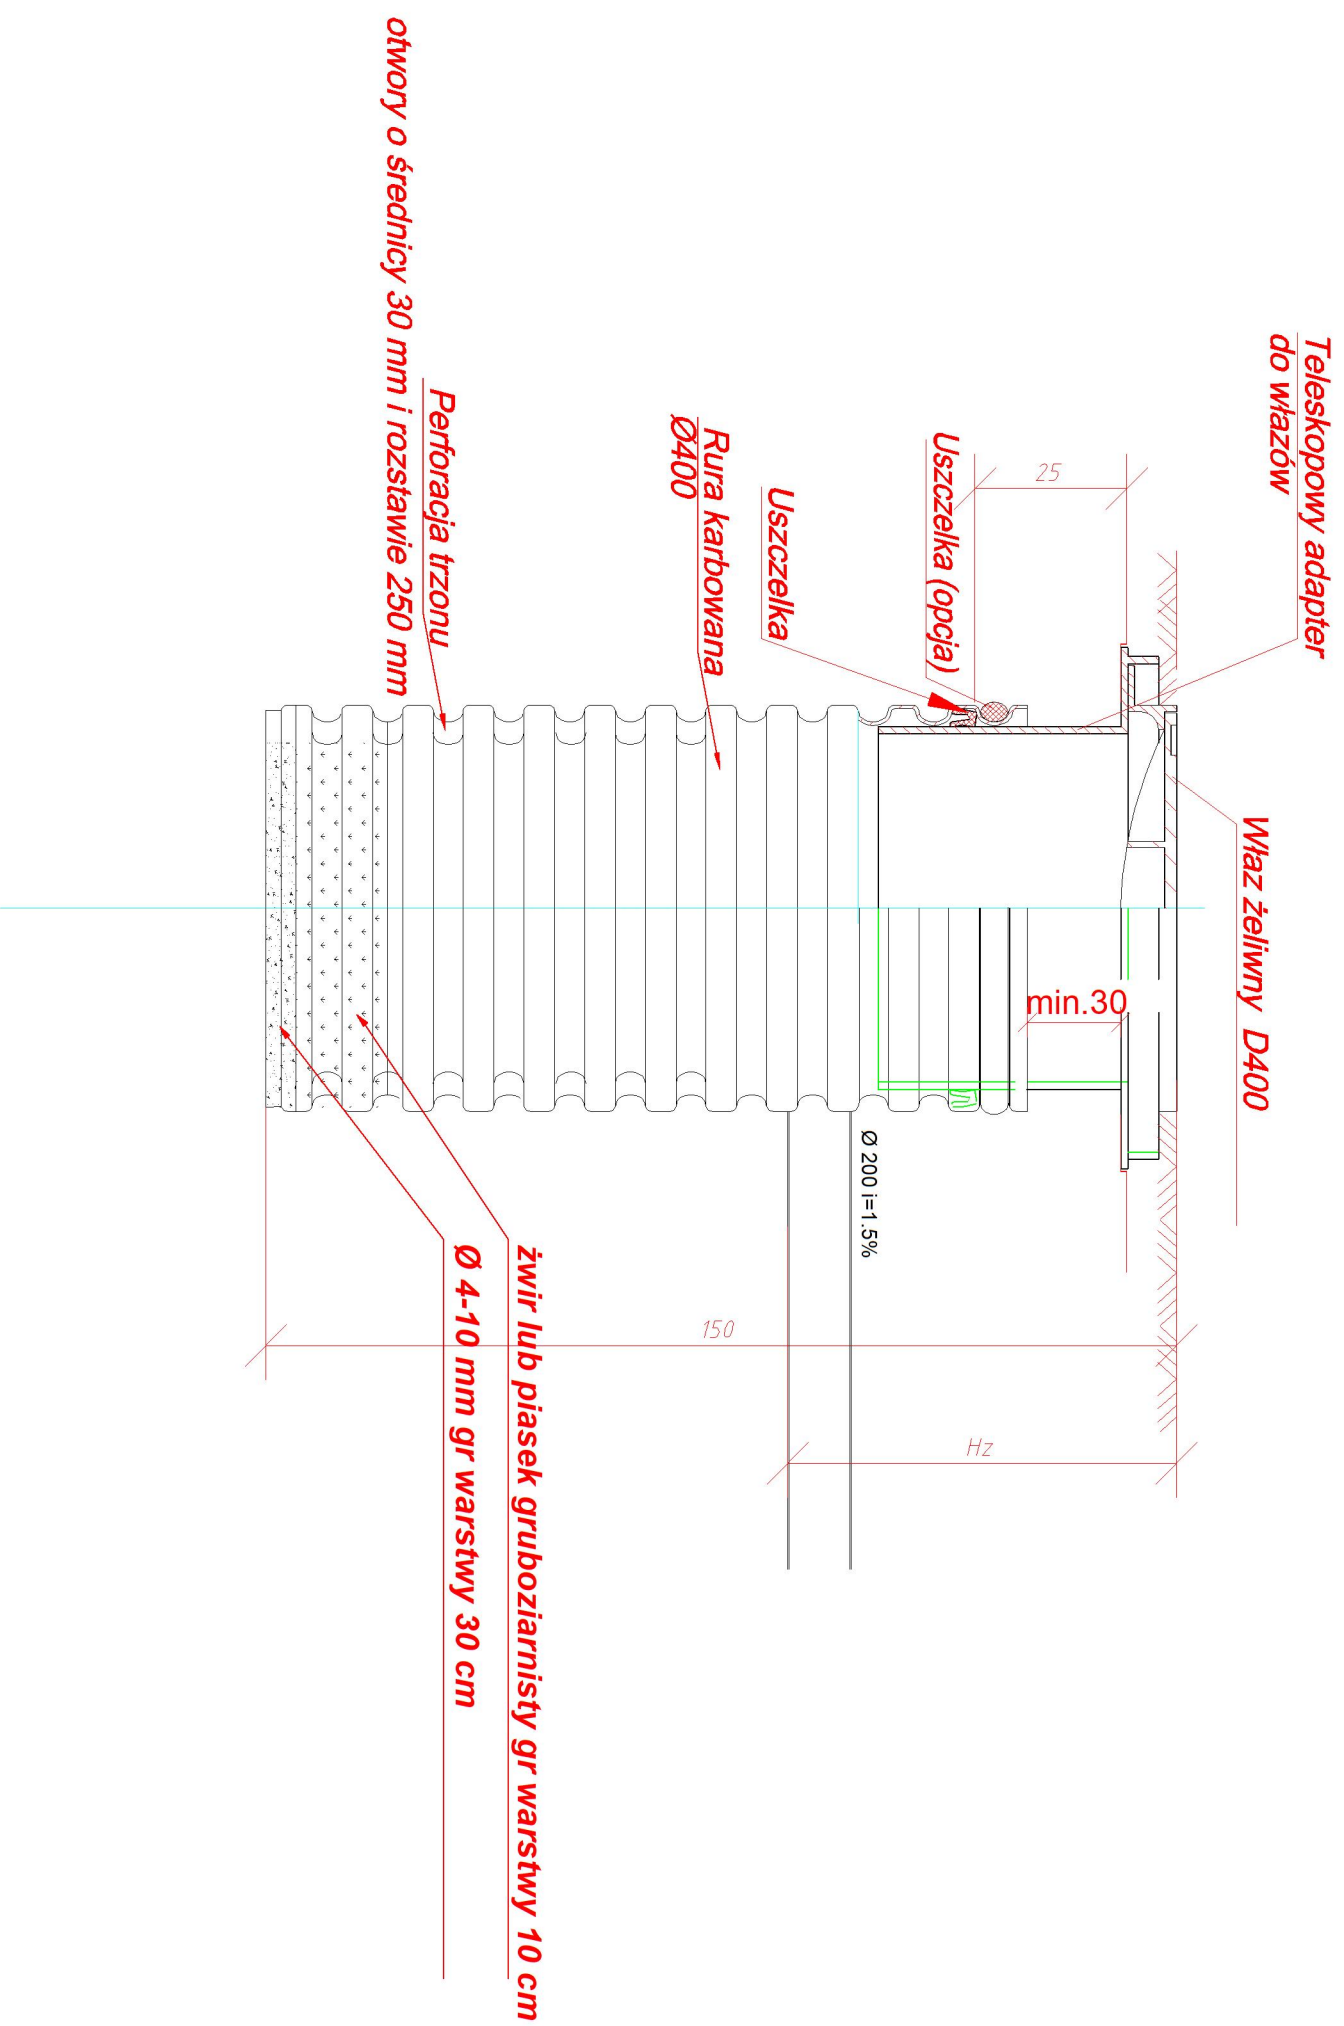 Teleskopowy adapter
do włazów
Właz żeliwny D400
25
min.30
Uszczelka (opcja)
Uszczelka
Ø 200 i=1.5%
Rura karbowana
Ø400
150
Hz
Perforacja trzonu
otwory o średnicy 30 mm i rozstawie 250 mm
żwir lub piasek gruboziarnisty gr warstwy 10 cm
Ø 4-10 mm gr warstwy 30 cm